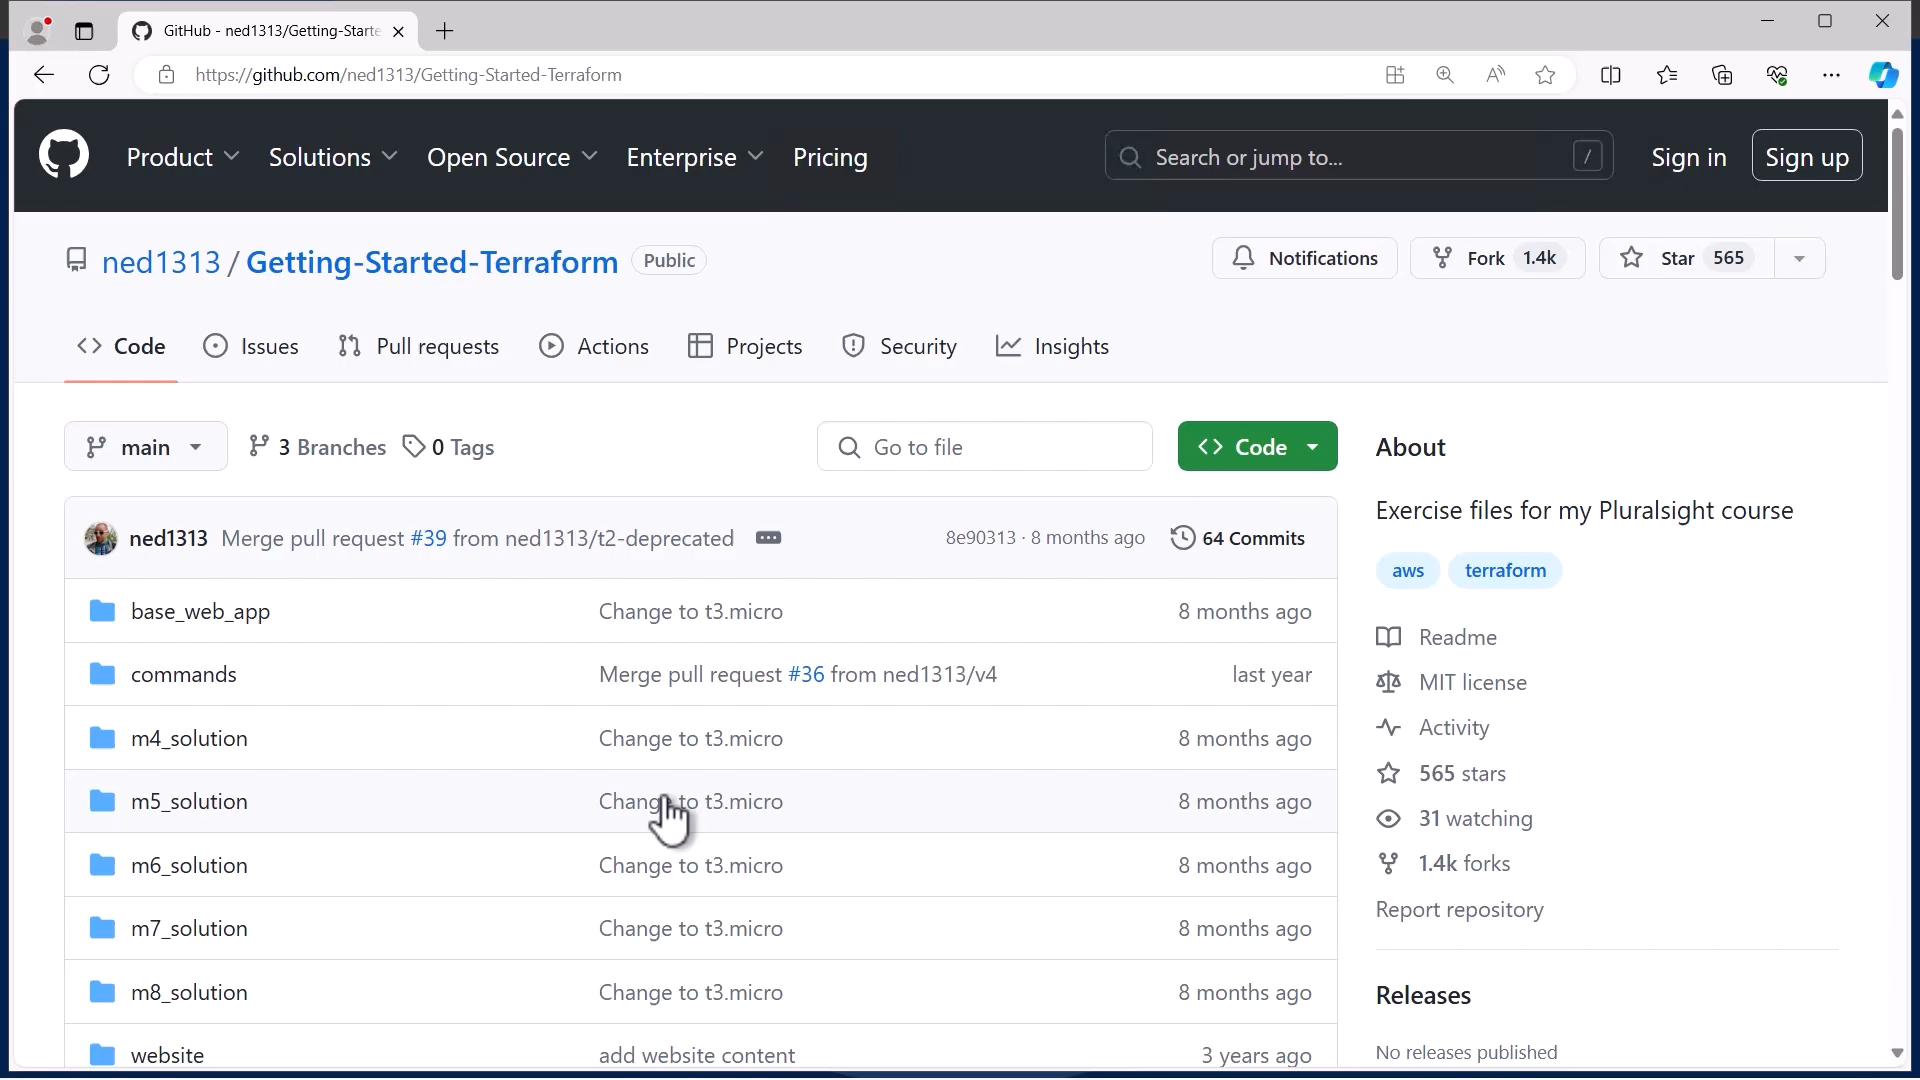 GitHub - ned1313/Getting-Starte
https://github.com/ned1313/Getting-Started-Terraform
Product Solutions Open Source Enterprise Pricing Search or jump to... / Sign in Sign up
ned1313 / Getting-Started-Terraform Public Notifications Fork 1.4k Star 565
Code Issues Pull requests Actions Projects Security Insights
main 3 Branches 0 Tags Go to file Code
ned1313 Merge pull request #39 from ned1313/t2-deprecated 8e90313 · 8 months ago 64 Commits
base_web_app Change to t3.micro 8 months ago
commands Merge pull request #36 from ned1313/v4 last year
m4_solution Change to t3.micro 8 months ago
m5_solution Change to t3.micro 8 months ago
m6_solution Change to t3.micro 8 months ago
m7_solution Change to t3.micro 8 months ago
m8_solution Change to t3.micro 8 months ago
website add website content 3 years ago
About
Exercise files for my Pluralsight course
aws terraform
Readme
MIT license
Activity
565 stars
31 watching
1.4k forks
Report repository
Releases
No releases published